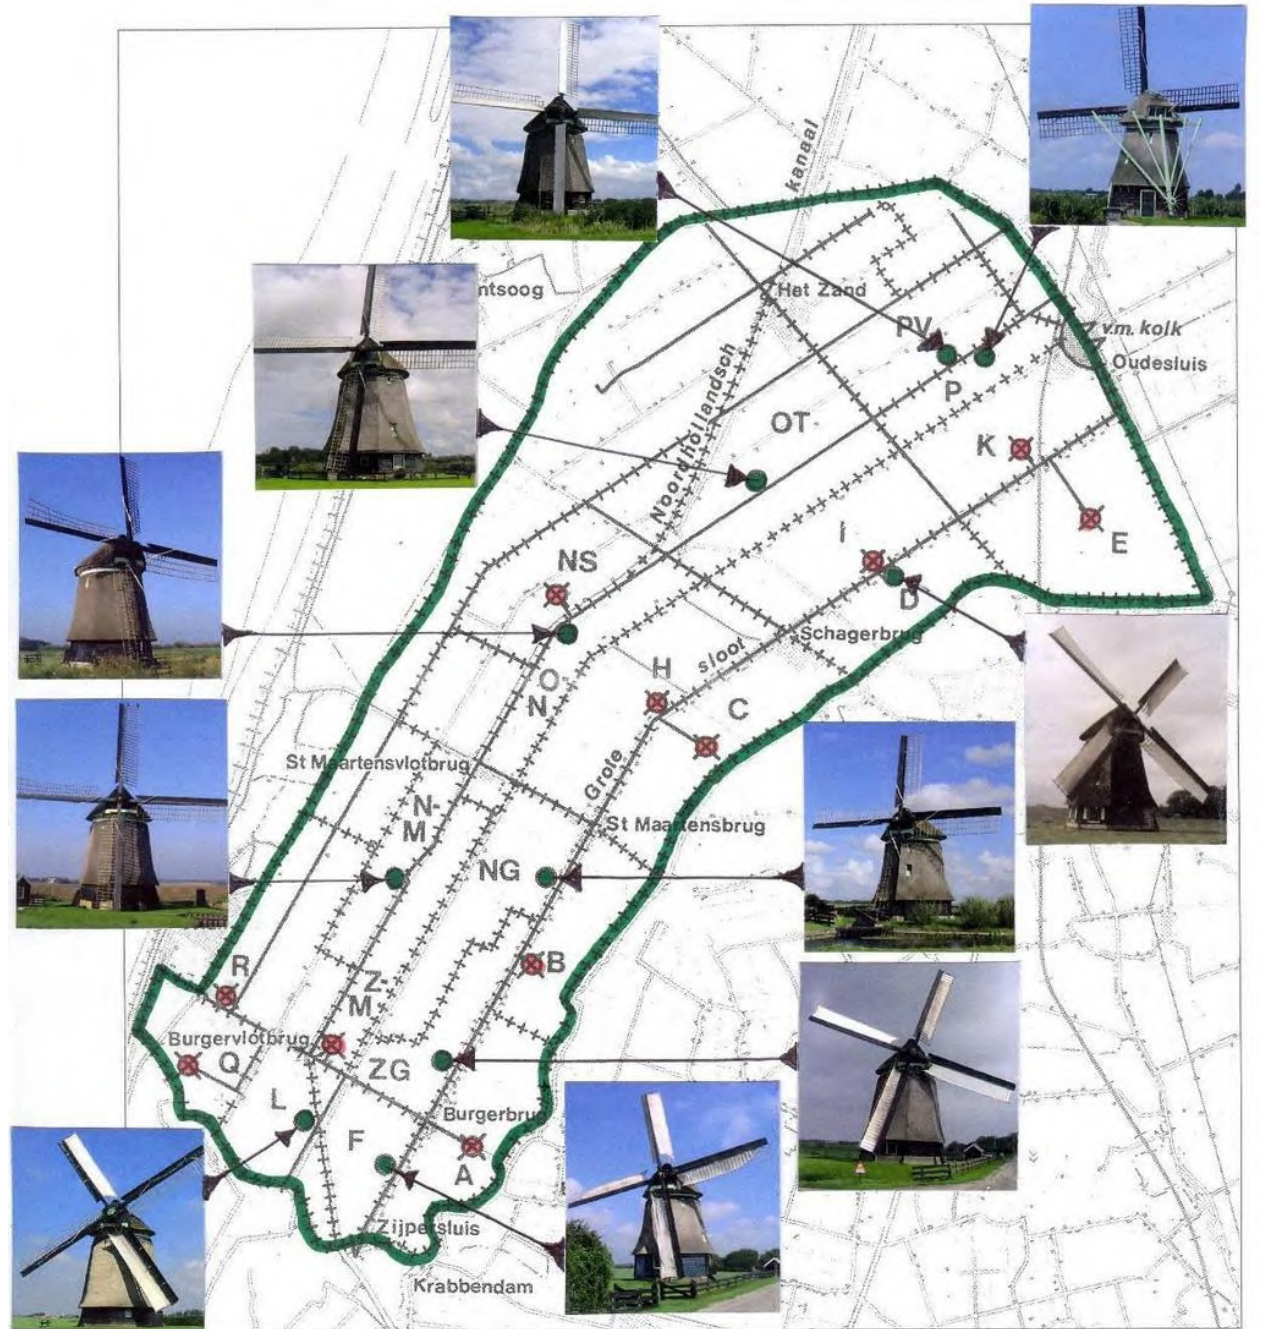 kanaal
ntsoog
Het Zand
PV
v.m. kolk
Oudesluis
P
Noordhollandsch
OT-
K
E
I
NS
D
Schagerbrug
sloot
H
O-
N
C
St Maartensvlotbrug
Grote
N-
M
St Maartensbrug
NG
B
R
Z-
M
Burgervlotbrug
Q
ZG
L
Burgerbrug
F
A
Zijpersluis
Krabbendam